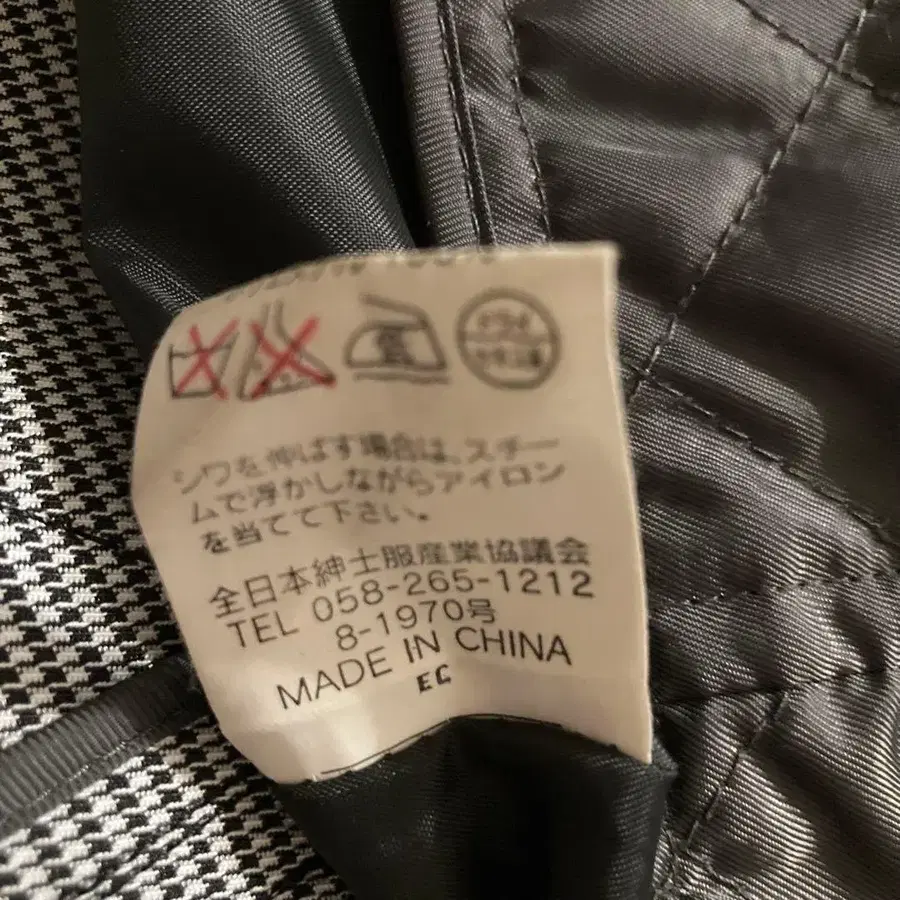 シワを伸ばす場合は、スチー
ムで浮かしながらアイロン
を当てて下さい。
全日本紳士服産業協議会
TEL 058-265-1212
8-1970号
MADE IN CHINA
EC